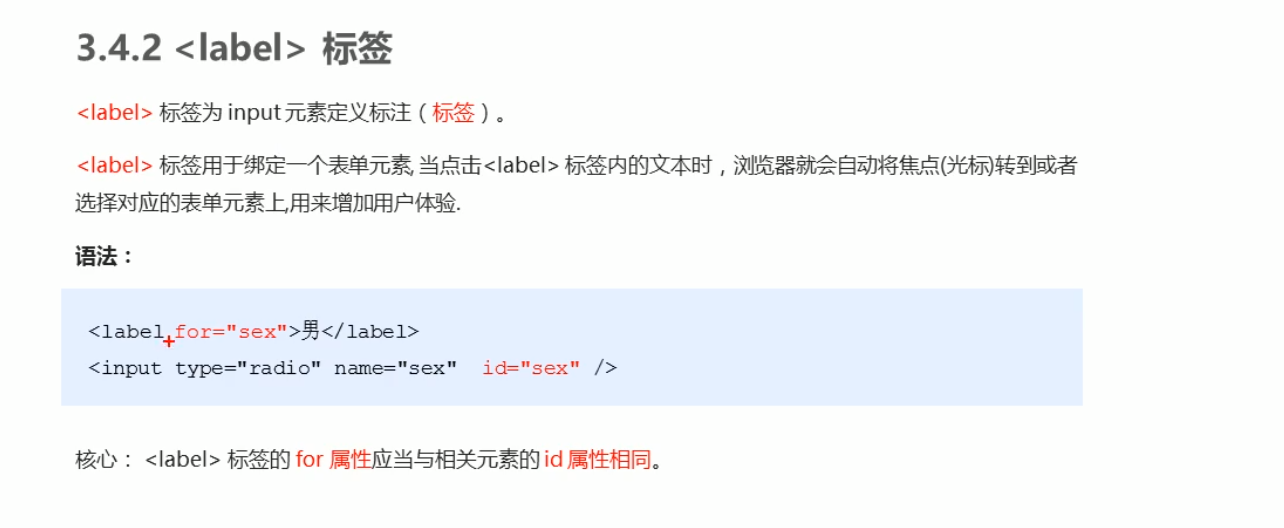 3.4.2 <label> 标签
<label> 标签为 input 元素定义标注（标签）。
<label> 标签用于绑定一个表单元素, 当点击<label> 标签内的文本时，浏览器就会自动将焦点(光标)转到或者
选择对应的表单元素上,用来增加用户体验.
语法：
<label for="sex">男</label>
<input type="radio" name="sex"  id="sex" />
核心： <label> 标签的 for 属性应当与相关元素的 id 属性相同。